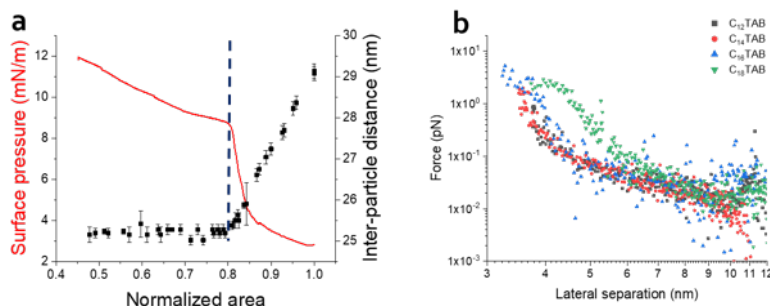 a
Surface pressure (mN/m)
12
10
8
6
4
2
0.4 0.5 0.6 0.7 0.8 0.9 1.0
Normalized area
30
29
28
27
26
25
Inter-particle distance (nm)
b
C₁₂TAB
C₁₄TAB
C₁₆TAB
C₁₈TAB
Force (pN)
1x10¹
1x10⁰
1x10⁻¹
1x10⁻²
1x10⁻³
3 4 5 6 7 8 9 10 11 12
Lateral separation (nm)